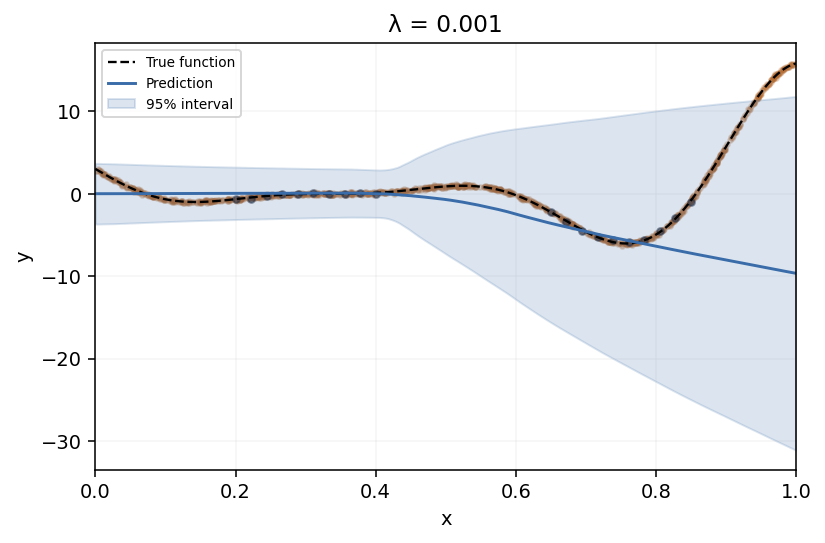 λ = 0.001
True function
Prediction
95% interval
10
0
−10
−20
−30
y
0.0 0.2 0.4 0.6 0.8 1.0
x